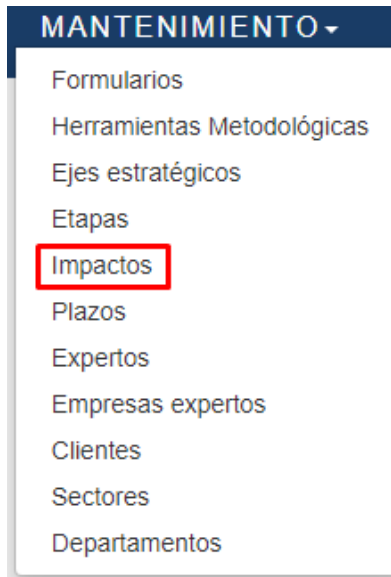 MANTENIMIENTO
Formularios
Herramientas Metodológicas
Ejes estratégicos
Etapas
Impactos
Plazos
Expertos
Empresas expertos
Clientes
Sectores
Departamentos